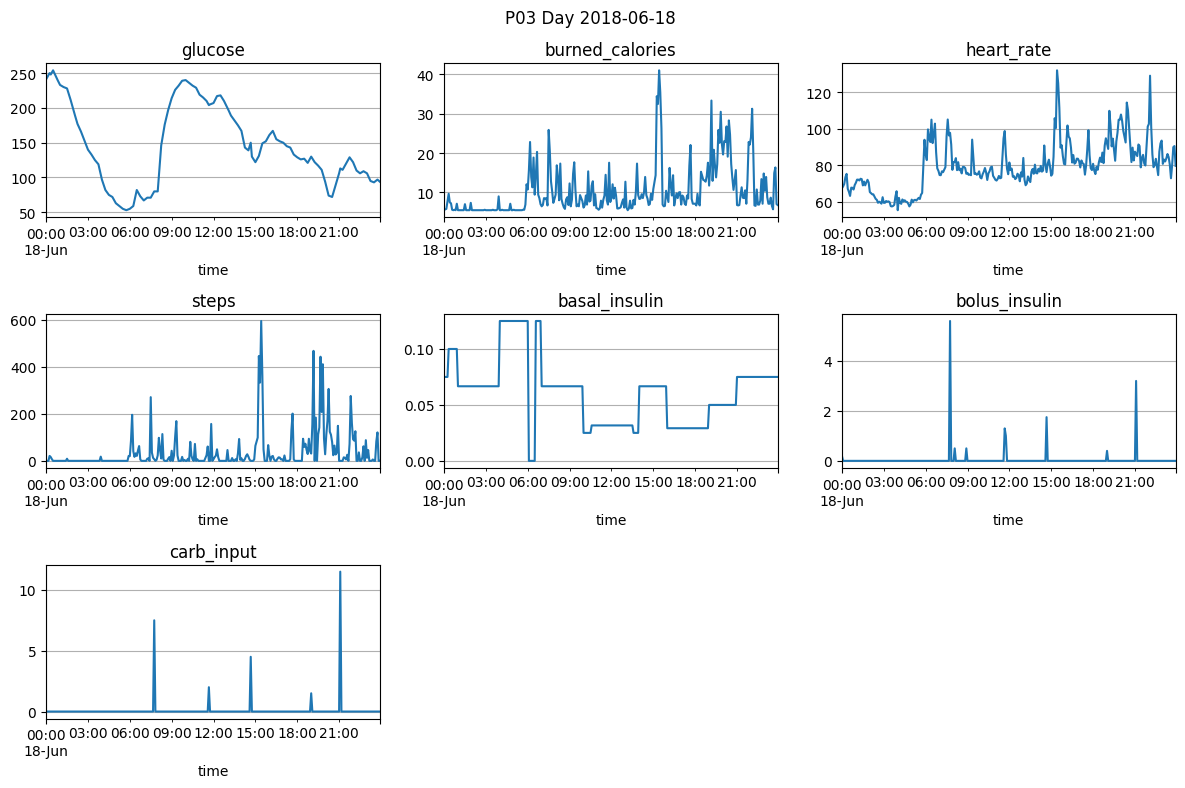 P03 Day 2018-06-18
glucose
250
200
150
100
50
00:00 03:00 06:00 09:00 12:00 15:00 18:00 21:00
18-Jun
time
burned_calories
40
30
20
10
00:00 03:00 06:00 09:00 12:00 15:00 18:00 21:00
18-Jun
time
heart_rate
120
100
80
60
00:00 03:00 06:00 09:00 12:00 15:00 18:00 21:00
18-Jun
time
steps
600
400
200
0
00:00 03:00 06:00 09:00 12:00 15:00 18:00 21:00
18-Jun
time
basal_insulin
0.10
0.05
0.00
00:00 03:00 06:00 09:00 12:00 15:00 18:00 21:00
18-Jun
time
bolus_insulin
4
2
0
00:00 03:00 06:00 09:00 12:00 15:00 18:00 21:00
18-Jun
time
carb_input
10
5
0
00:00 03:00 06:00 09:00 12:00 15:00 18:00 21:00
18-Jun
time